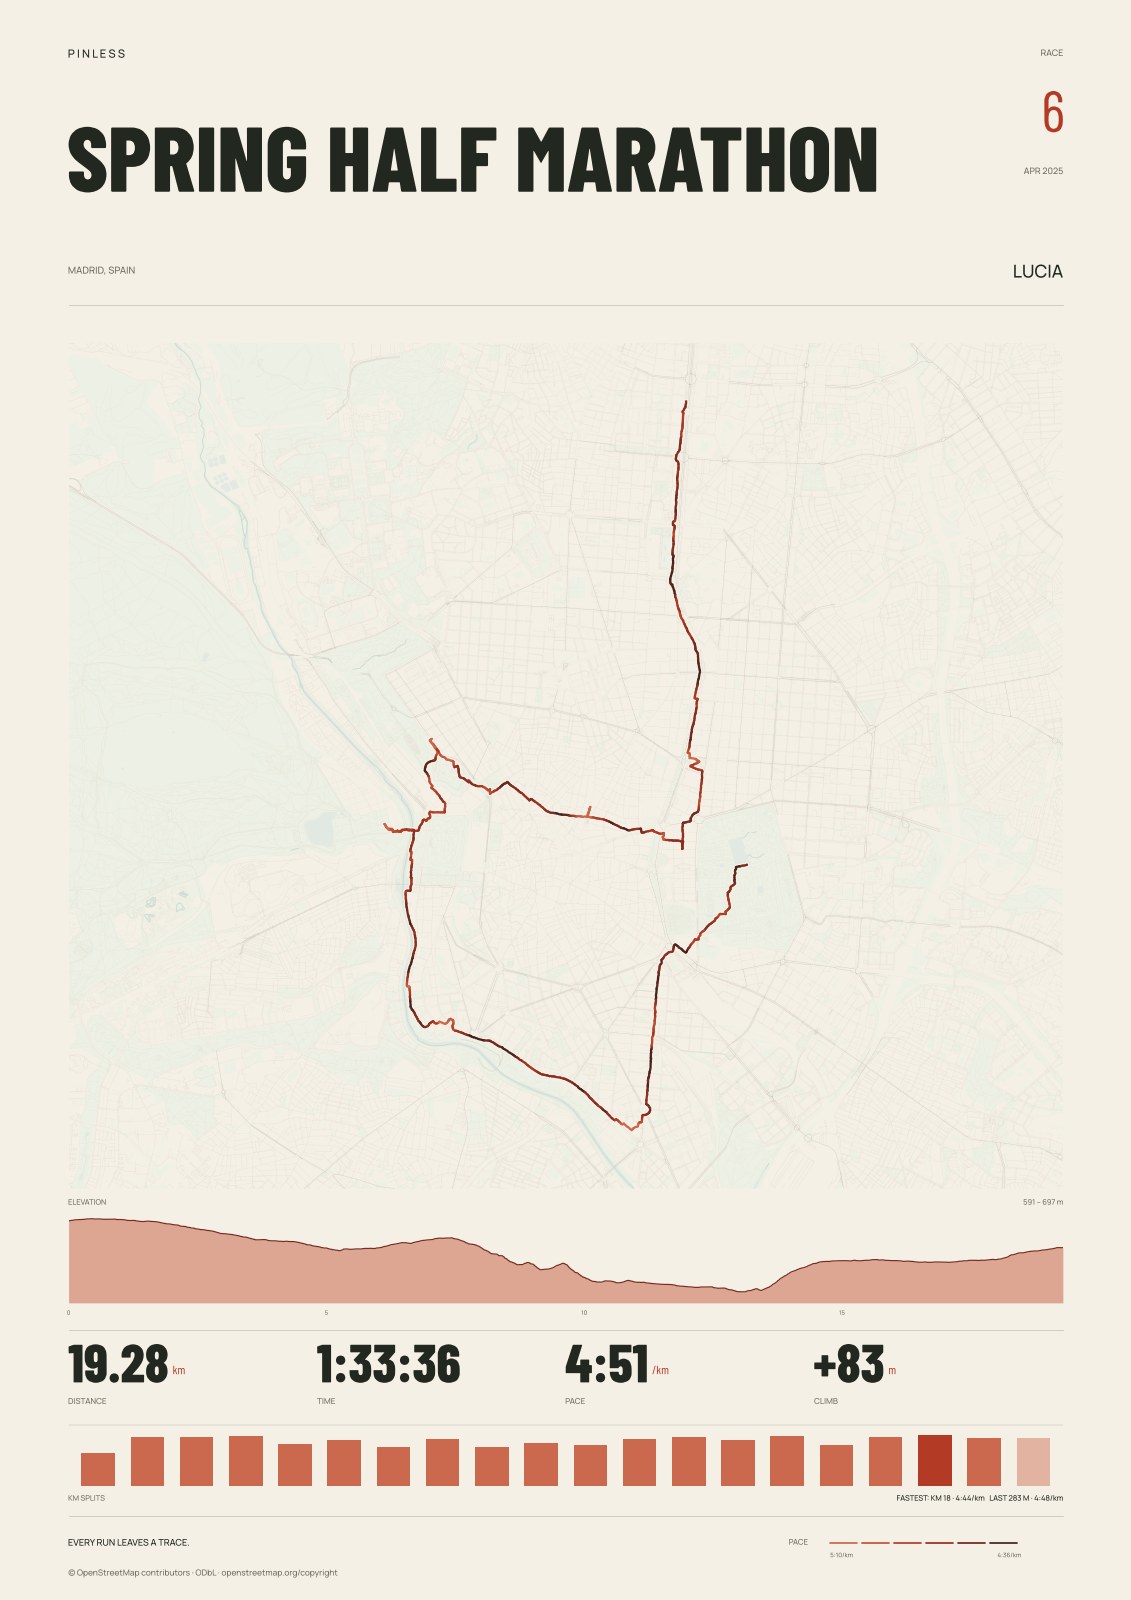 PINLESS
RACE
6
SPRING HALF MARATHON
APR 2025
MADRID, SPAIN
LUCIA
ELEVATION
591 – 697 m
0
5
10
15
19.28 km
1:33:36
4:51 /km
+83 m
DISTANCE
TIME
PACE
CLIMB
KM SPLITS
FASTEST: KM 18 · 4:44/km LAST 283 M · 4:48/km
EVERY RUN LEAVES A TRACE.
PACE
5:10/km
4:36/km
© OpenStreetMap contributors · ODbL · openstreetmap.org/copyright